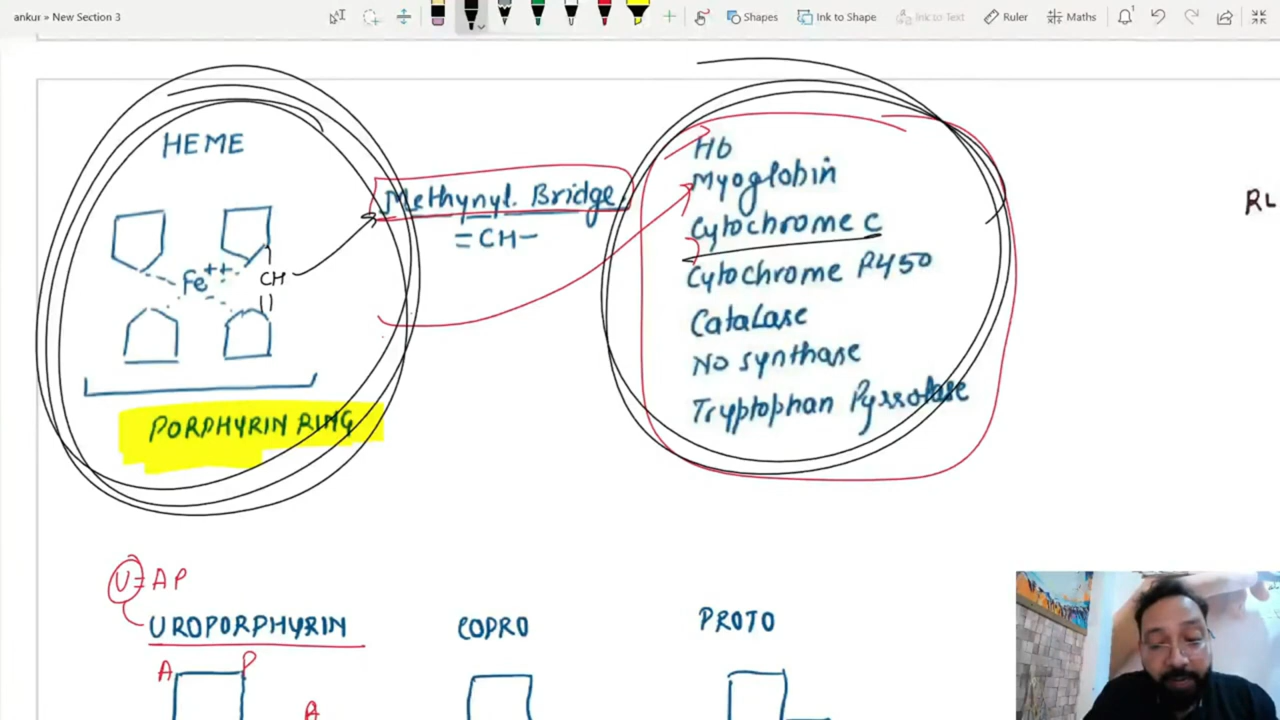 ankur » New Section 3
Shapes
Ink to Shape
Ink to Text
Ruler
Maths
HEME
Fe++
CH
PORPHYRIN RING
Methynyl. Bridge.
=CH-
Hb
Myoglobin
Cytochrome C
Cytochrome P450
Catalase
No synthase
Tryptophan Pyrrolase
RL
U=AP
UROPORPHYRIN
COPRO
PROTO
A
P
A